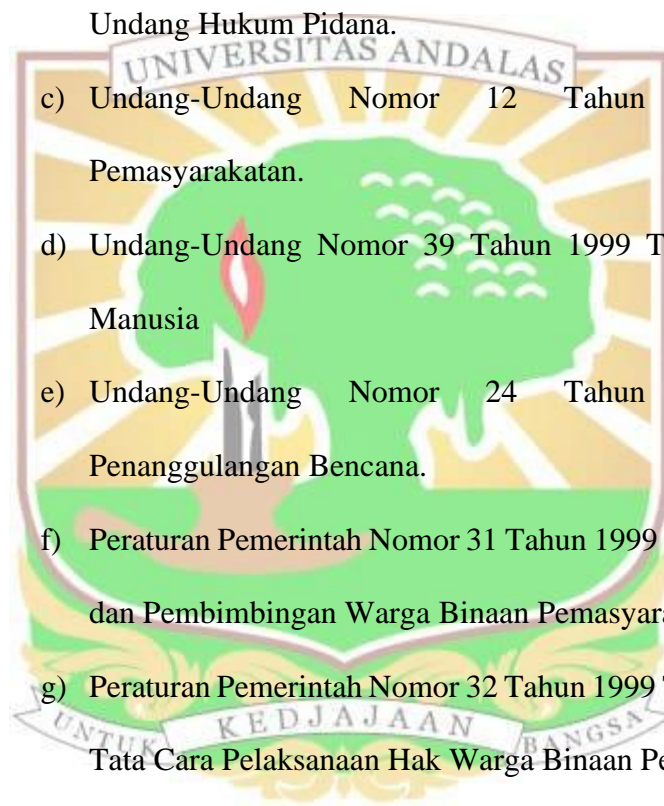 Undang Hukum Pidana.
UNIVERSITAS ANDALAS
c) Undang-Undang Nomor 12 Tahun
Pemasyarakatan.
d) Undang-Undang Nomor 39 Tahun 1999 T
Manusia
e) Undang-Undang Nomor 24 Tahun
Penanggulangan Bencana.
f) Peraturan Pemerintah Nomor 31 Tahun 1999
dan Pembimbingan Warga Binaan Pemasyara
g) Peraturan Pemerintah Nomor 32 Tahun 1999 T
UNTUK KEDJAJAAN BANGSA
Tata Cara Pelaksanaan Hak Warga Binaan Pe